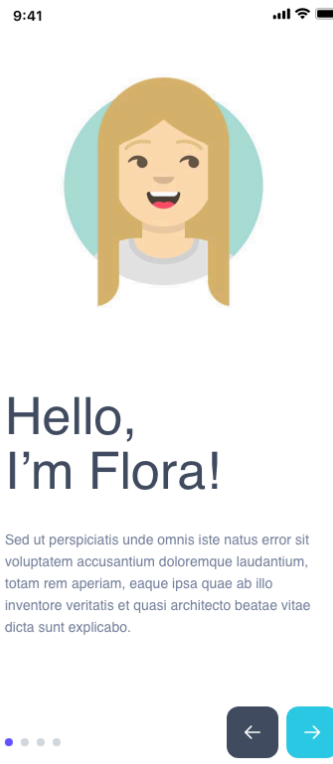 9:41
Hello,
I'm Flora!
Sed ut perspiciatis unde omnis iste natus error sit
voluptatem accusantium doloremque laudantium,
totam rem aperiam, eaque ipsa quae ab illo
inventore veritatis et quasi architecto beatae vitae
dicta sunt explicabo.